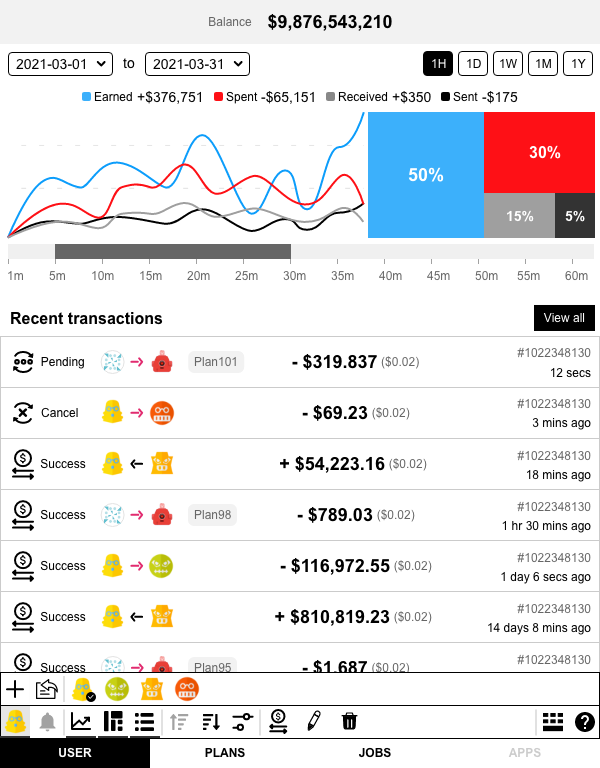 Balance $9,876,543,210
2021-03-01 to 2021-03-31 1H 1D 1W 1M 1Y
Earned +$376,751 Spent -$65,151 Received +$350 Sent -$175
50% 30% 15% 5%
1m 5m 10m 15m 20m 25m 30m 35m 40m 45m 50m 55m 60m
Recent transactions View all
Pending Plan101 - $319.837 ($0.02) #1022348130
12 secs
Cancel - $69.23 ($0.02) #1022348130
3 mins ago
Success + $54,223.16 ($0.02) #1022348130
18 mins ago
Success Plan98 - $789.03 ($0.02) #1022348130
1 hr 30 mins ago
Success - $116,972.55 ($0.02) #1022348130
1 day 6 secs ago
Success + $810,819.23 ($0.02) #1022348130
14 days 8 mins ago
Success Plan95 - $1.687 ($0.02) #1022348130
USER PLANS JOBS APPS